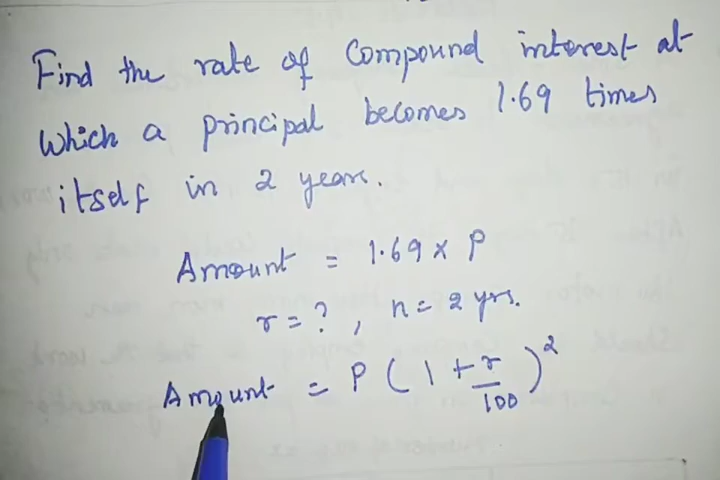 Find the rate of Compound interest at
which a principal becomes 1.69 times
itself in 2 years.
Amount = 1.69 × P
r = ? , n = 2 yrs.
Amount = P ( 1 + r/100 )²